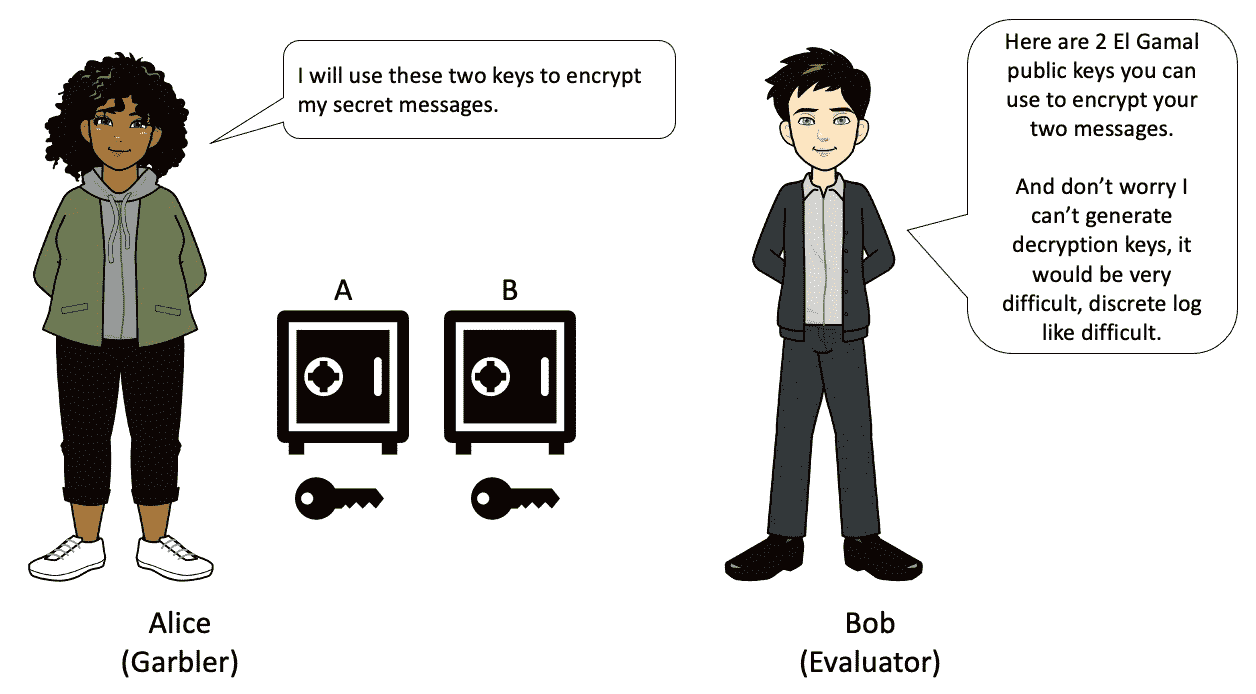 I will use these two keys to encrypt
my secret messages.
Here are 2 El Gamal
public keys you can
use to encrypt your
two messages.
And don’t worry I
can’t generate
decryption keys, it
would be very
difficult, discrete log
like difficult.
A
B
Alice
(Garbler)
Bob
(Evaluator)